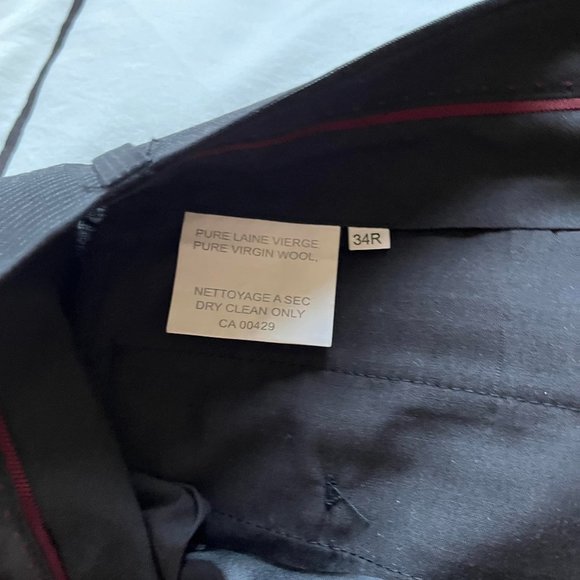 PURE LAINE VIERGE
PURE VIRGIN WOOL,
NETTOYAGE A SEC
DRY CLEAN ONLY
CA 00429
34R